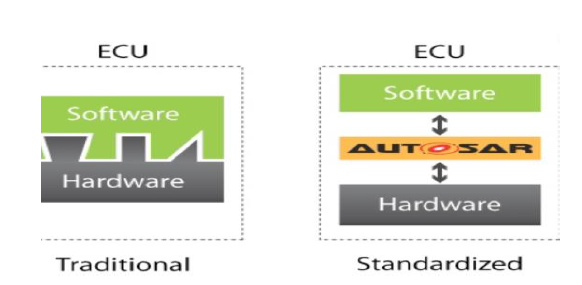 ECU
Software
Hardware
Traditional
ECU
Software
AUTOSAR
Hardware
Standardized